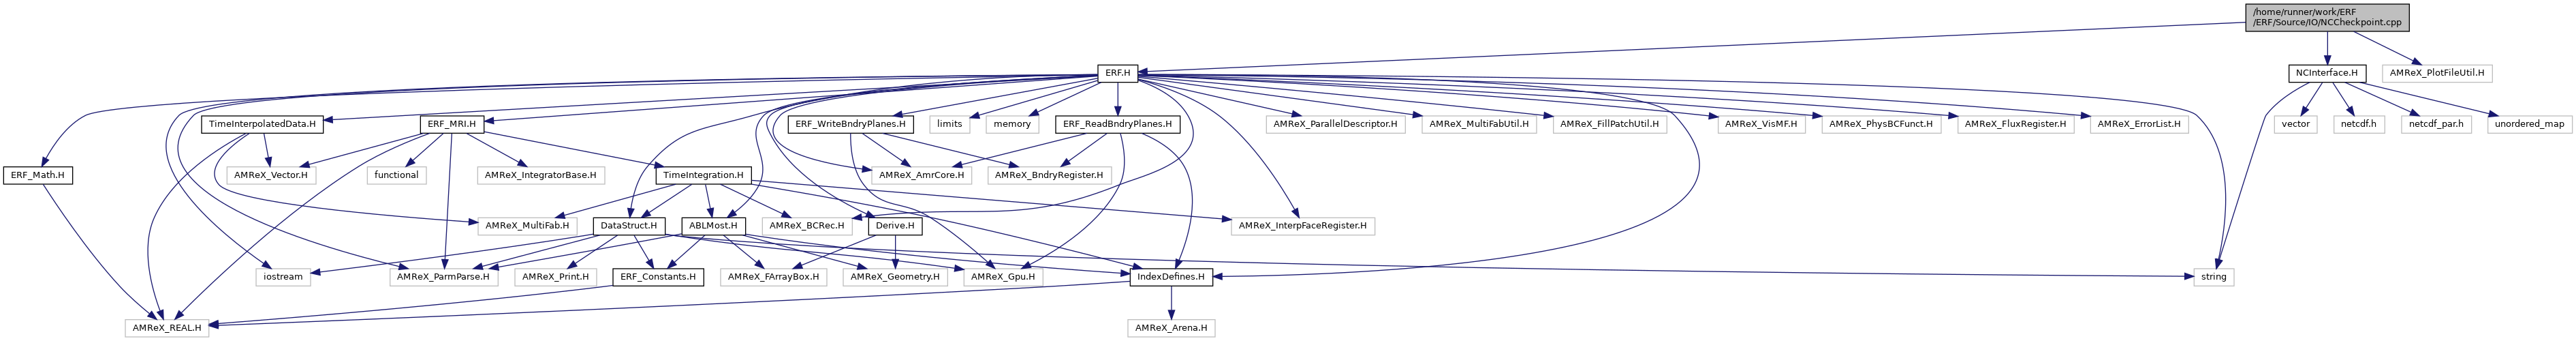 /home/runner/work/ERF
/ERF/Source/IO/NCCheckpoint.cpp
ERF.H
NCInterface.H
AMReX_PlotFileUtil.H
TimeInterpolatedData.H
ERF_MRI.H
ERF_WriteBndryPlanes.H
limits
memory
ERF_ReadBndryPlanes.H
AMReX_ParallelDescriptor.H
AMReX_MultiFabUtil.H
AMReX_FillPatchUtil.H
AMReX_VisMF.H
AMReX_PhysBCFunct.H
AMReX_FluxRegister.H
AMReX_ErrorList.H
vector
netcdf.h
netcdf_par.h
unordered_map
ERF_Math.H
AMReX_Vector.H
functional
AMReX_IntegratorBase.H
TimeIntegration.H
AMReX_AmrCore.H
AMReX_BndryRegister.H
AMReX_MultiFab.H
DataStruct.H
ABLMost.H
AMReX_BCRec.H
Derive.H
AMReX_InterpFaceRegister.H
iostream
AMReX_ParmParse.H
AMReX_Print.H
ERF_Constants.H
AMReX_FArrayBox.H
AMReX_Geometry.H
AMReX_Gpu.H
IndexDefines.H
string
AMReX_REAL.H
AMReX_Arena.H